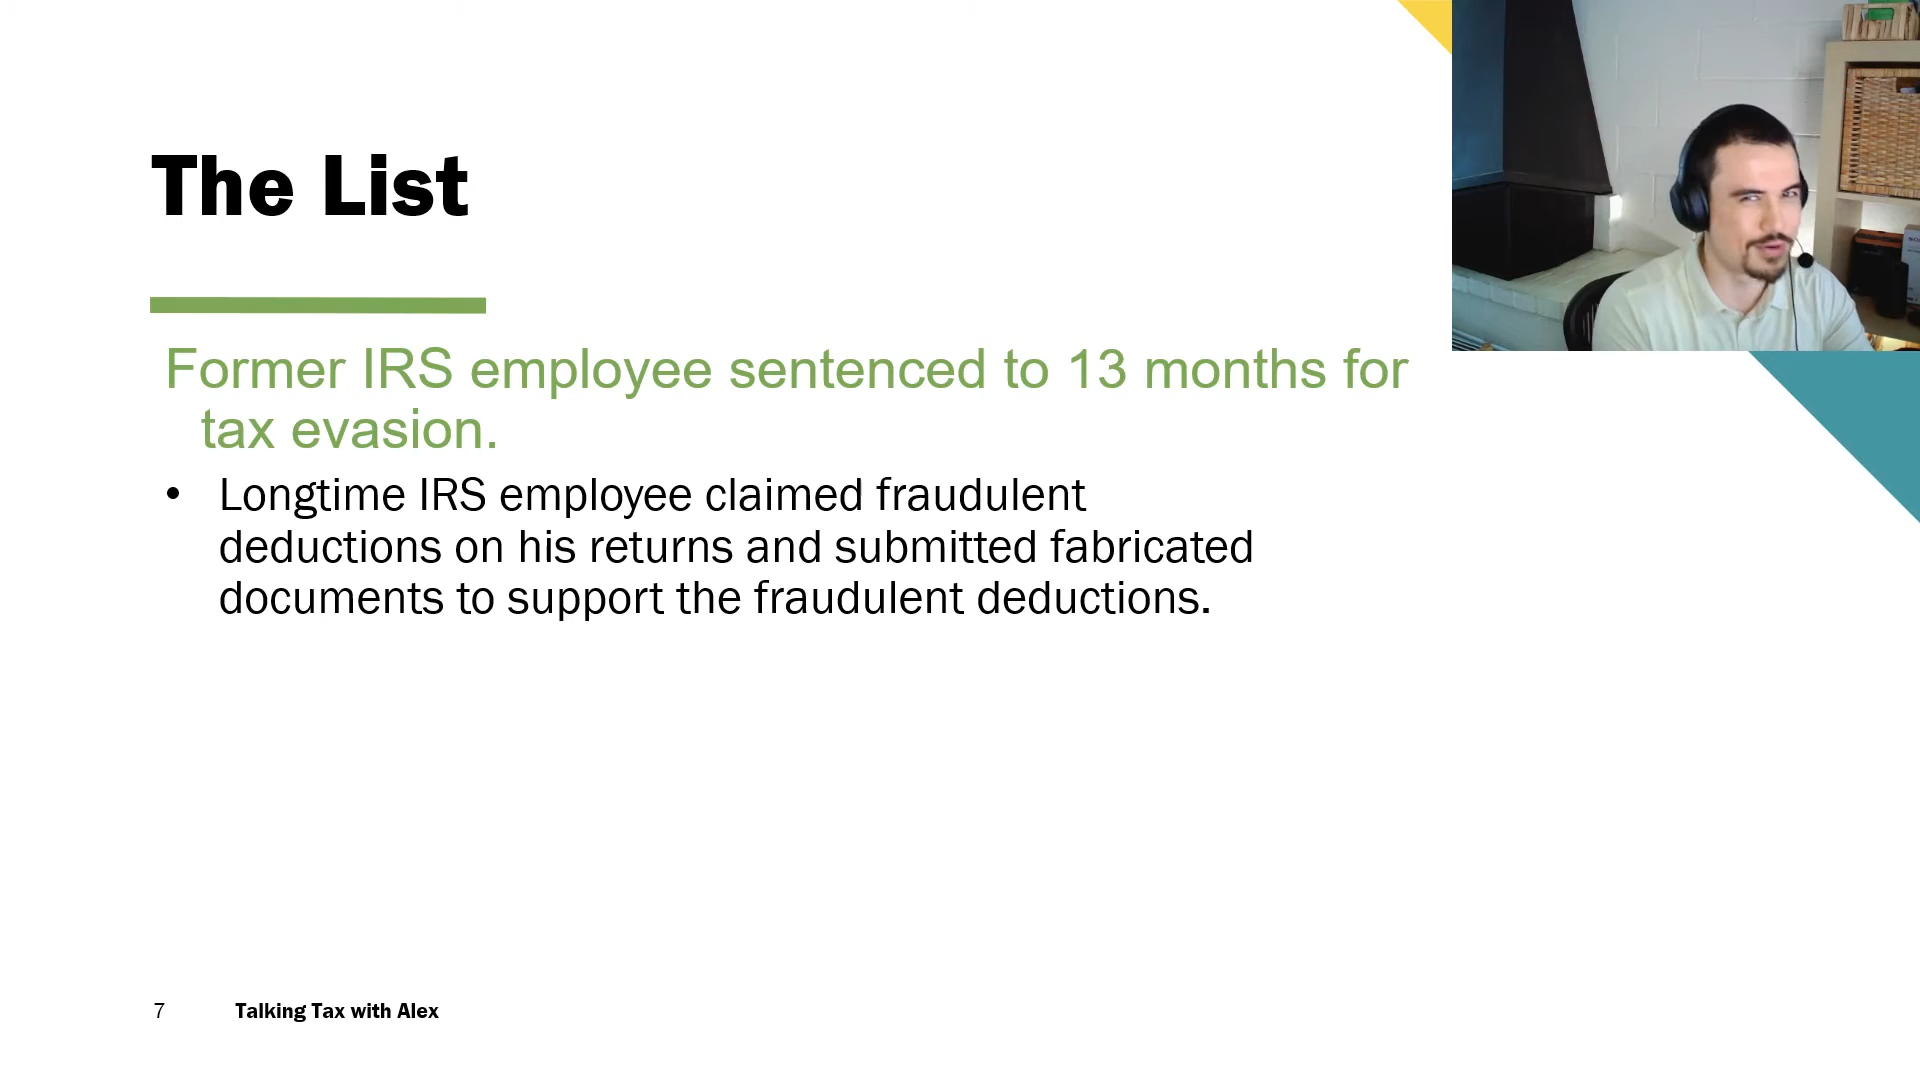 The List
Former IRS employee sentenced to 13 months for
tax evasion.
• Longtime IRS employee claimed fraudulent
deductions on his returns and submitted fabricated
documents to support the fraudulent deductions.
7 Talking Tax with Alex